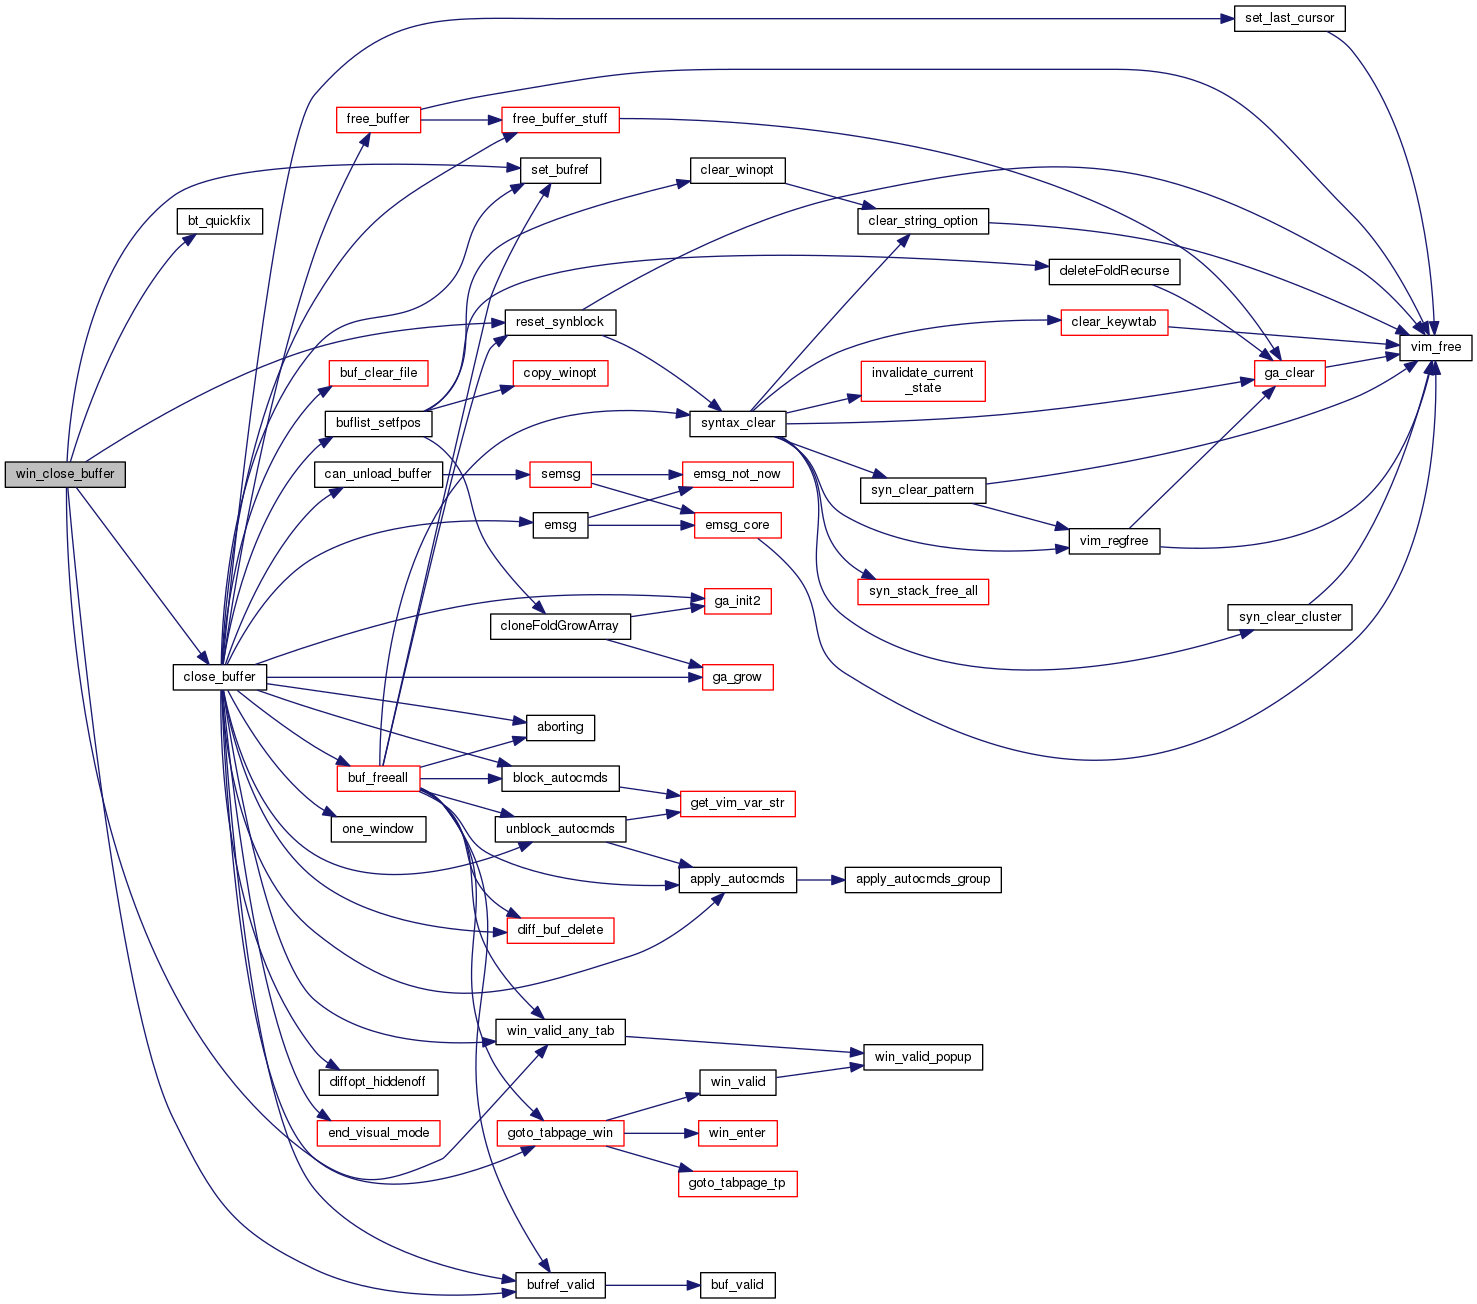 set_last_cursor
free_buffer
free_buffer_stuff
set_bufref
clear_winopt
bt_quickfix
clear_string_option
deleteFoldRecurse
reset_synblock
clear_keywtab
vim_free
buf_clear_file
copy_winopt
invalidate_current
_state
ga_clear
buflist_setfpos
syntax_clear
win_close_buffer
can_unload_buffer
semsg
emsg_not_now
syn_clear_pattern
emsg
emsg_core
vim_regfree
syn_stack_free_all
ga_init2
cloneFoldGrowArray
syn_clear_cluster
close_buffer
ga_grow
aborting
buf_freeall
block_autocmds
get_vim_var_str
one_window
unblock_autocmds
apply_autocmds
apply_autocmds_group
diff_buf_delete
win_valid_any_tab
win_valid_popup
diffopt_hiddenoff
win_valid
end_visual_mode
goto_tabpage_win
win_enter
goto_tabpage_tp
bufref_valid
buf_valid